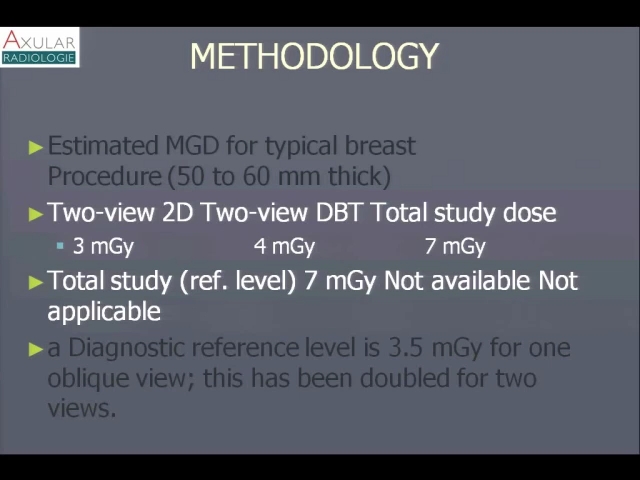 AXULAR
RADIOLOGIE
METHODOLOGY
►Estimated MGD for typical breast
Procedure (50 to 60 mm thick)
►Two-view 2D Two-view DBT Total study dose
▪ 3 mGy 4 mGy 7 mGy
►Total study (ref. level) 7 mGy Not available Not
applicable
►a Diagnostic reference level is 3.5 mGy for one
oblique view; this has been doubled for two
views.